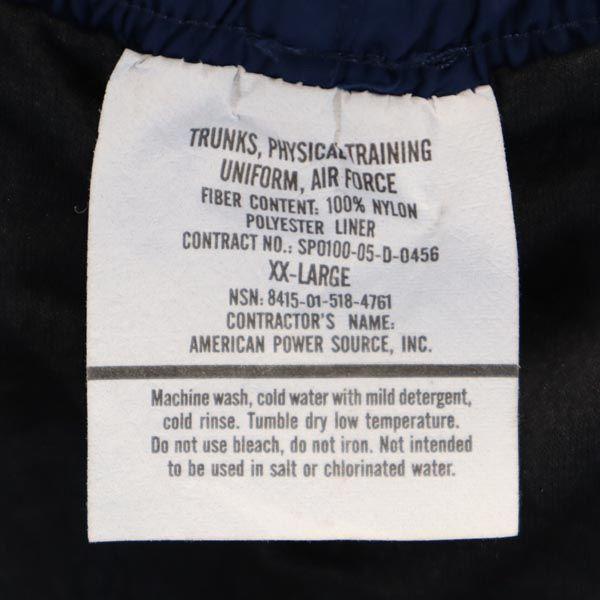 TRUNKS, PHYSICAL TRAINING
UNIFORM, AIR FORCE
FIBER CONTENT: 100% NYLON
POLYESTER LINER
CONTRACT NO.: SPO100-05-D-0456
XX-LARGE
NSN: 8415-01-518-4761
CONTRACTOR'S NAME:
AMERICAN POWER SOURCE, INC.
Machine wash, cold water with mild detergent,
cold rinse. Tumble dry low temperature.
Do not use bleach, do not iron. Not intended
to be used in salt or chlorinated water.